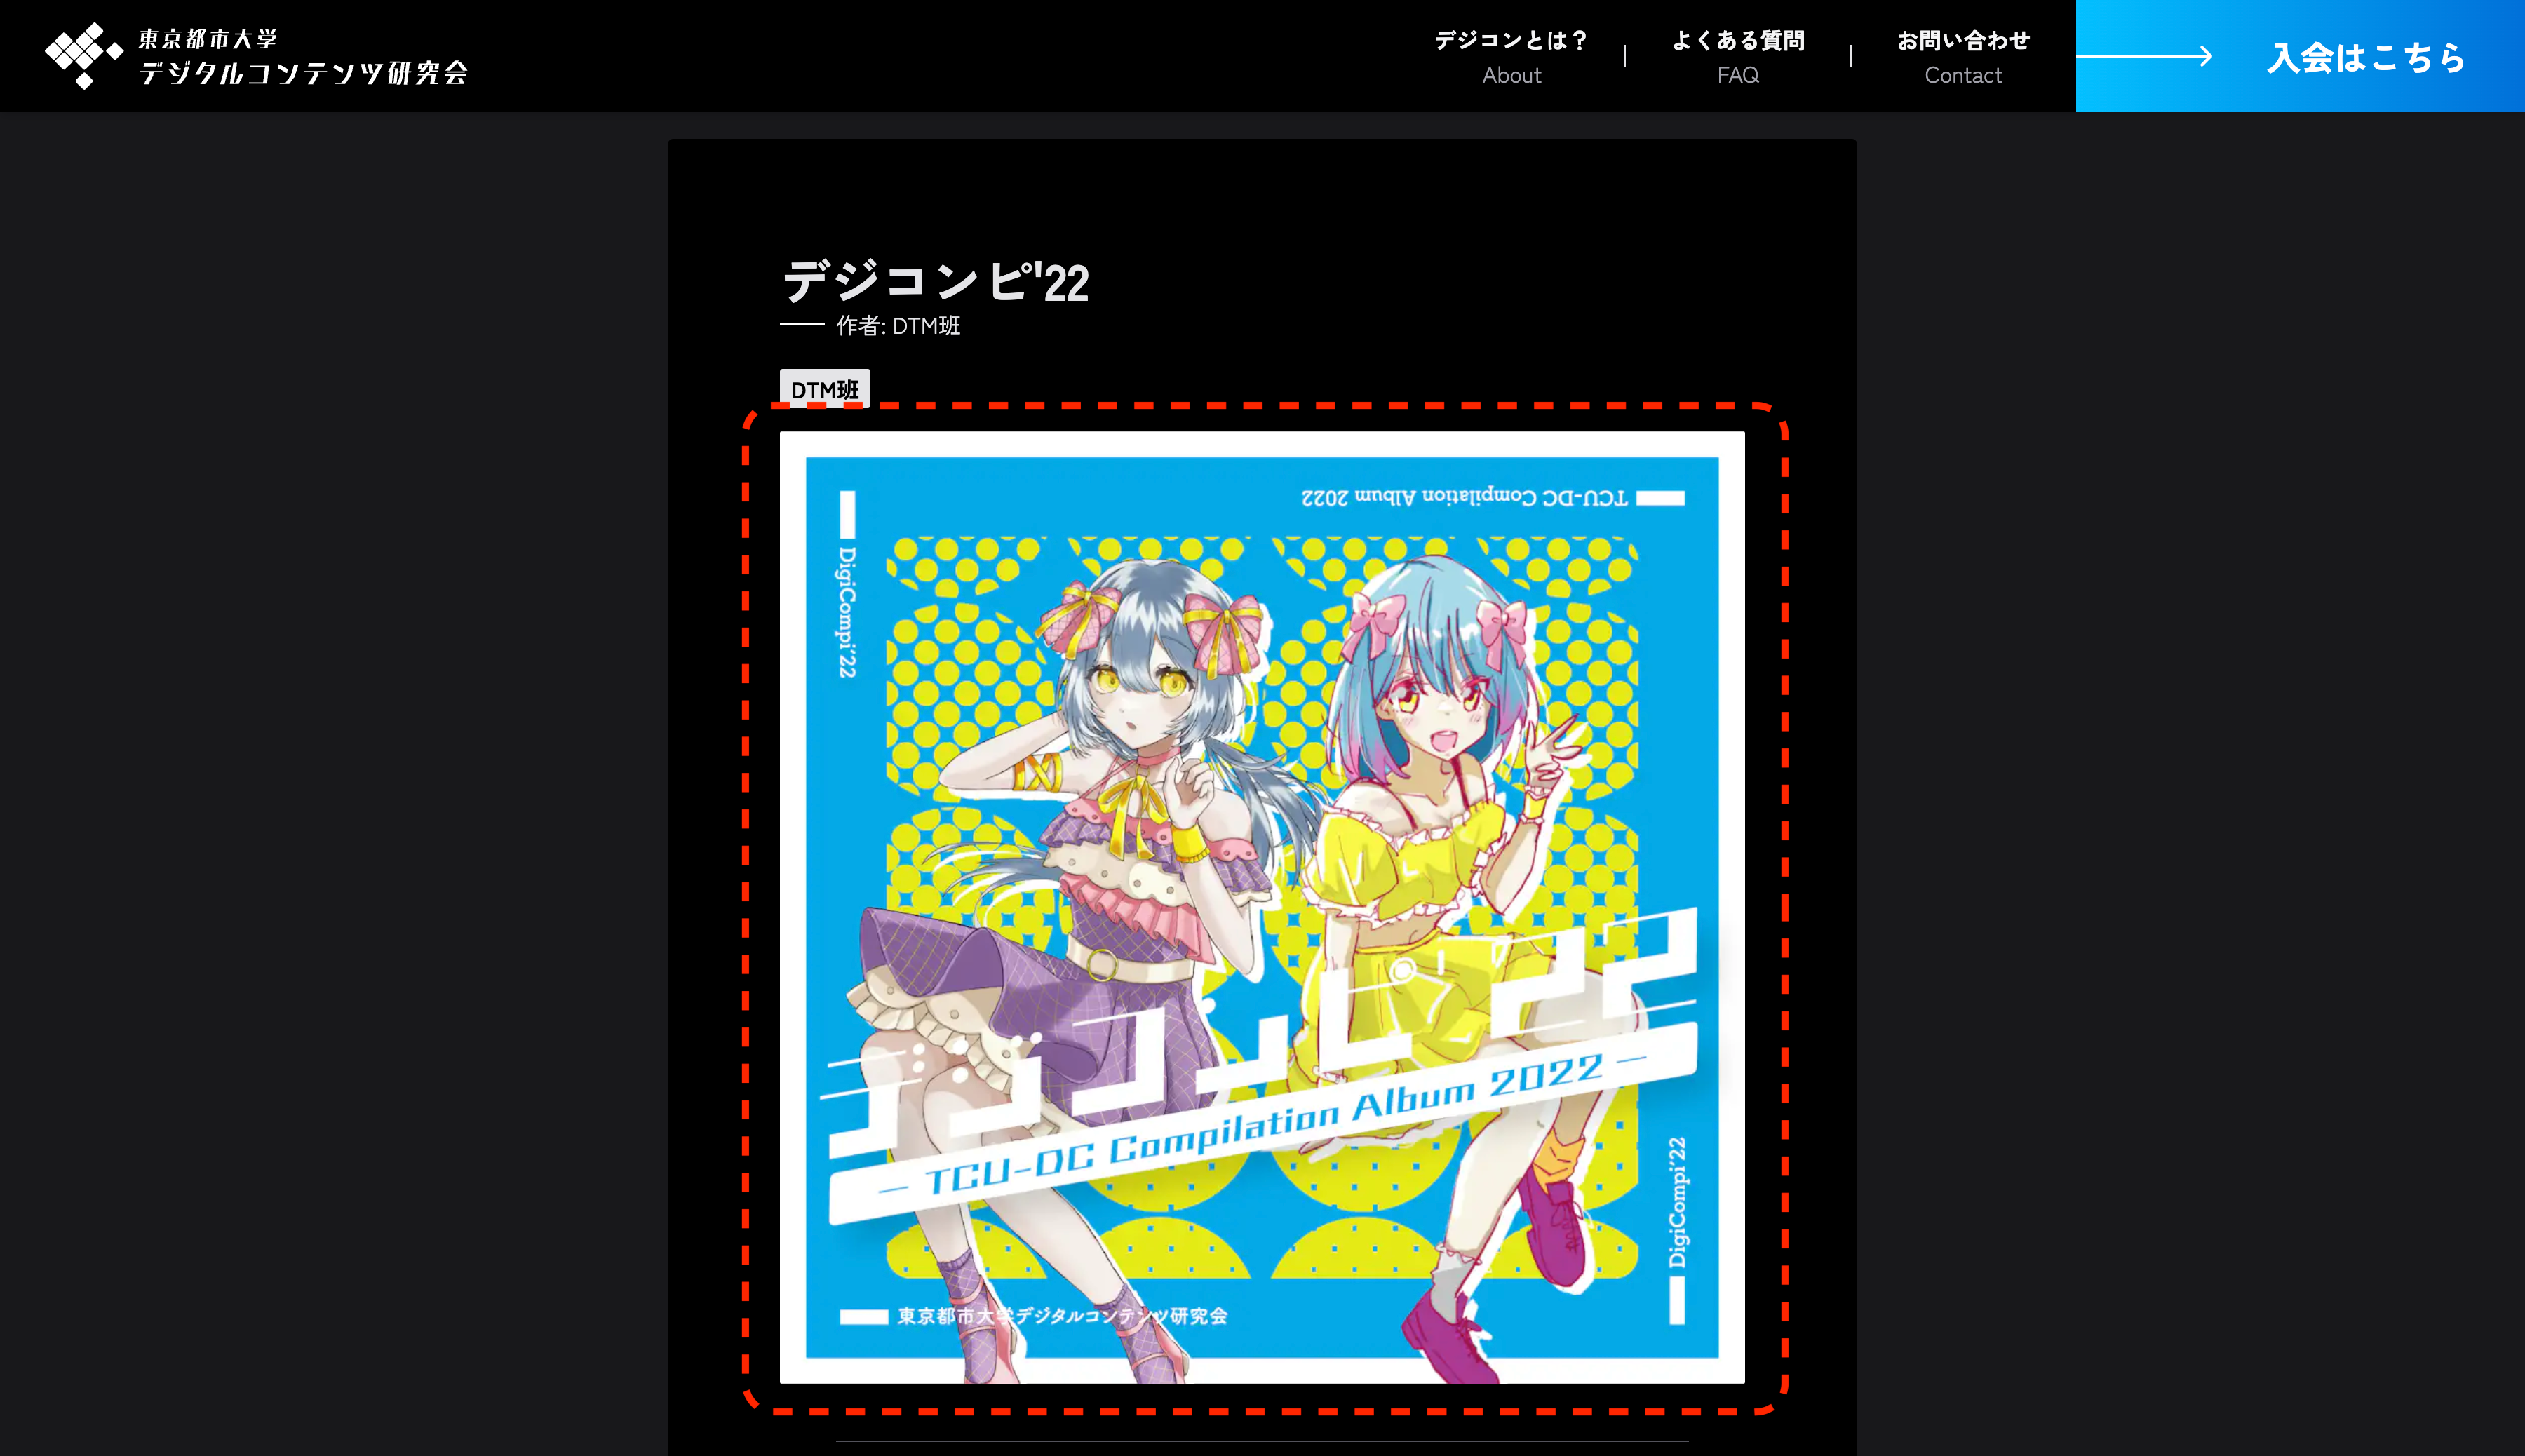 東京都市大学
デジタルコンテンツ研究会
デジコンとは？
About
よくある質問
FAQ
お問い合わせ
Contact
入会はこちら
デジコンピ'22
作者: DTM班
DTM班
TCU-DC Compilation Album 2022
DigiCompi'22
デジコンピ'22
— TCU-DC Compilation Album 2022 —
DigiCompi'22
東京都市大学デジタルコンテンツ研究会